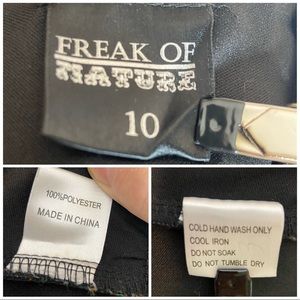 FREAK OF
NATURE
10
100%POLYESTER
MADE IN CHINA
COLD HAND WASH ONLY
COOL IRON
DO NOT SOAK
DO NOT TUMBLE DRY